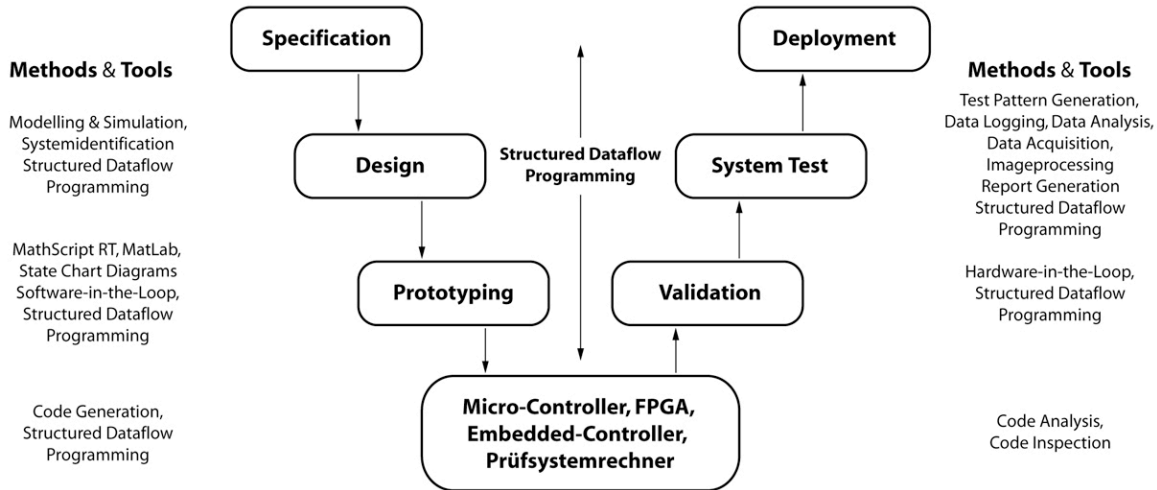 Specification
Deployment
Methods & Tools
Methods & Tools
Modelling & Simulation,
Systemidentification
Structured Dataflow
Programming
Design
Structured Dataflow
Programming
System Test
Test Pattern Generation,
Data Logging, Data Analysis,
Data Acquisition,
Imageprocessing
Report Generation
Structured Dataflow
Programming
MathScript RT, MatLab,
State Chart Diagrams
Software-in-the-Loop,
Structured Dataflow
Programming
Prototyping
Validation
Hardware-in-the-Loop,
Structured Dataflow
Programming
Code Generation,
Structured Dataflow
Programming
Micro-Controller, FPGA,
Embedded-Controller,
Prüfsystemrechner
Code Analysis,
Code Inspection